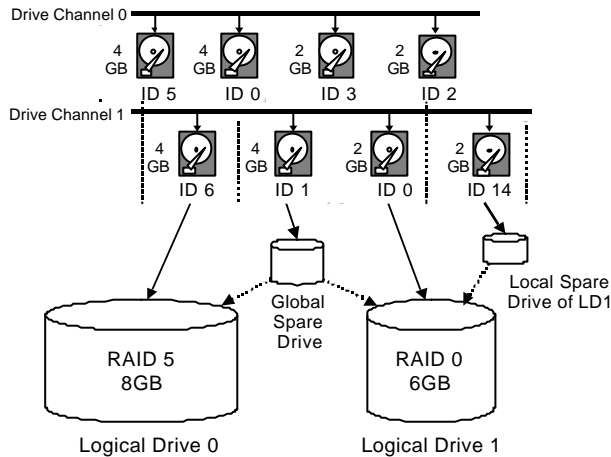 Drive Channel 0
4 GB
4 GB
2 GB
2 GB
ID 5
ID 0
ID 3
ID 2
Drive Channel 1
4 GB
4 GB
2 GB
2 GB
ID 6
ID 1
ID 0
ID 14
Global
Spare
Drive
Local Spare
Drive of LD1
RAID 5
8GB
RAID 0
6GB
Logical Drive 0
Logical Drive 1